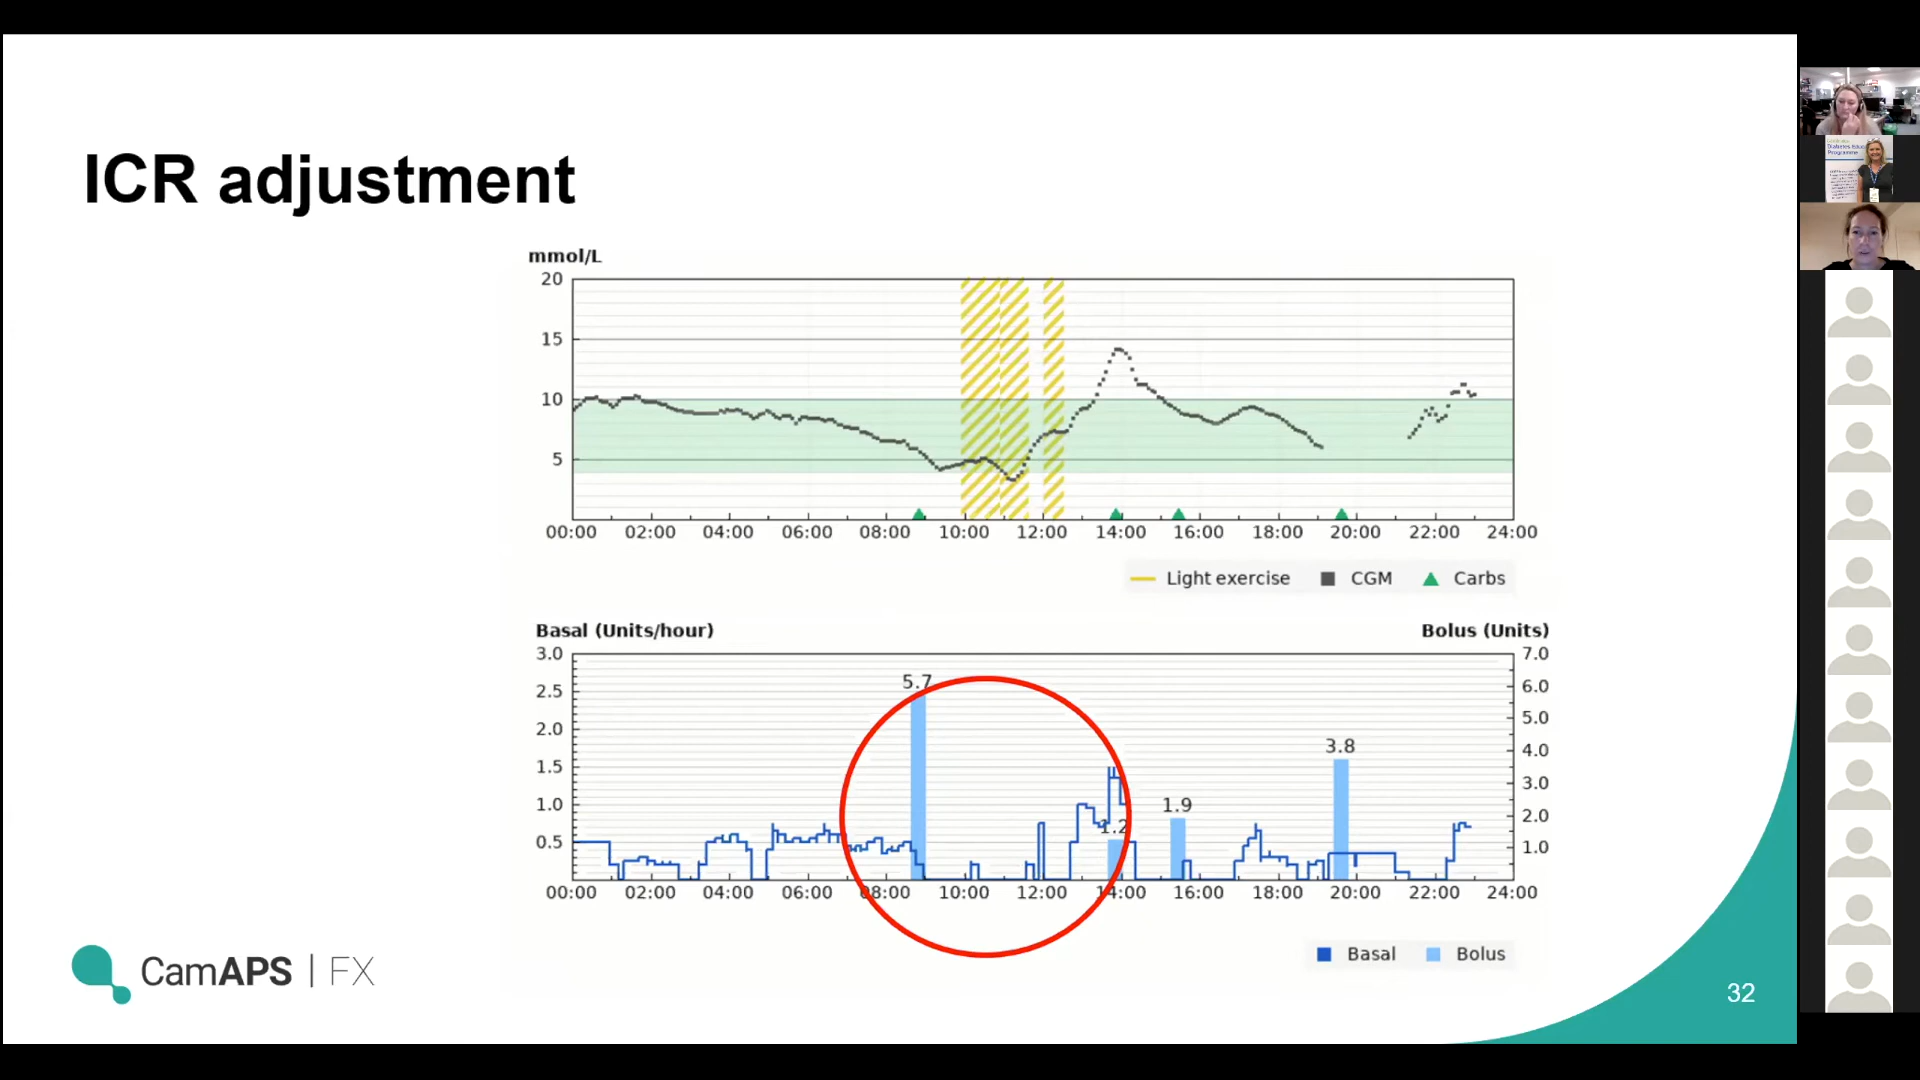 ICR adjustment
mmol/L
20
15
10
5
00:00 02:00 04:00 06:00 08:00 10:00 12:00 14:00 16:00 18:00 20:00 22:00 24:00
Light exercise CGM Carbs
Basal (Units/hour) Bolus (Units)
3.0 7.0
2.5 6.0
2.0 5.0
1.5 4.0
1.0 3.0
0.5 2.0
1.0
5.7
1.2
1.9
3.8
00:00 02:00 04:00 06:00 08:00 10:00 12:00 14:00 16:00 18:00 20:00 22:00 24:00
Basal Bolus
CamAPS | FX
32
Programme